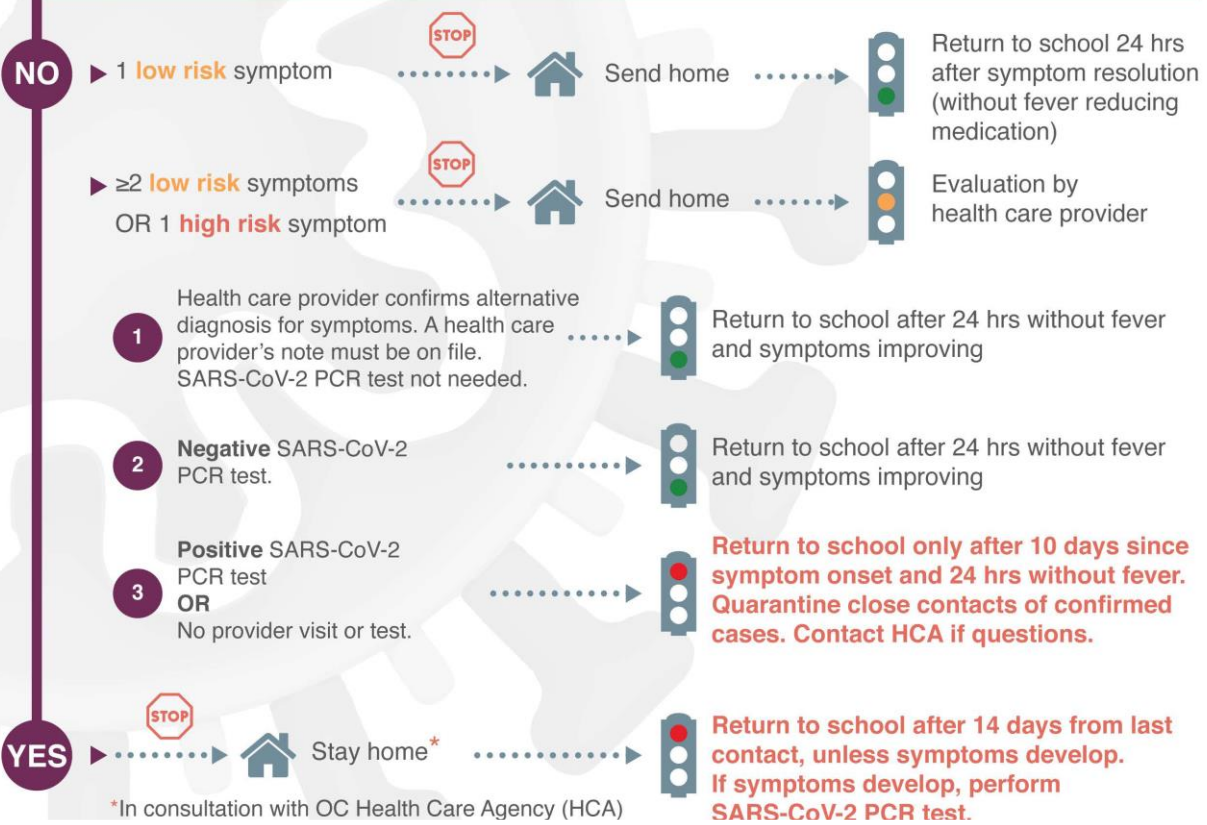 STOP
NO
1 low risk symptom
Send home
Return to school 24 hrs
after symptom resolution
(without fever reducing
medication)
STOP
≥2 low risk symptoms
OR 1 high risk symptom
Send home
Evaluation by
health care provider
1
Health care provider confirms alternative
diagnosis for symptoms. A health care
provider’s note must be on file.
SARS-CoV-2 PCR test not needed.
Return to school after 24 hrs without fever
and symptoms improving
2
Negative SARS-CoV-2
PCR test.
Return to school after 24 hrs without fever
and symptoms improving
3
Positive SARS-CoV-2
PCR test
OR
No provider visit or test.
Return to school only after 10 days since
symptom onset and 24 hrs without fever.
Quarantine close contacts of confirmed
cases. Contact HCA if questions.
STOP
YES
Stay home*
Return to school after 14 days from last
contact, unless symptoms develop.
If symptoms develop, perform
SARS-CoV-2 PCR test.
*In consultation with OC Health Care Agency (HCA)